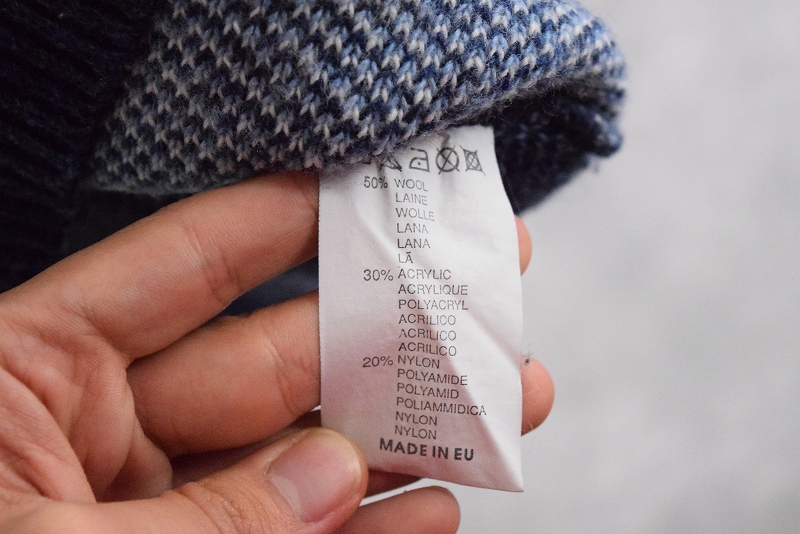 50% WOOL
LAINE
WOLLE
LANA
LANA
LÃ
30% ACRYLIC
ACRYLIQUE
POLYACRYL
ACRILICO
ACRILICO
ACRILICO
20% NYLON
POLYAMIDE
POLYAMID
POLIAMMIDICA
NYLON
NYLON
MADE IN EU